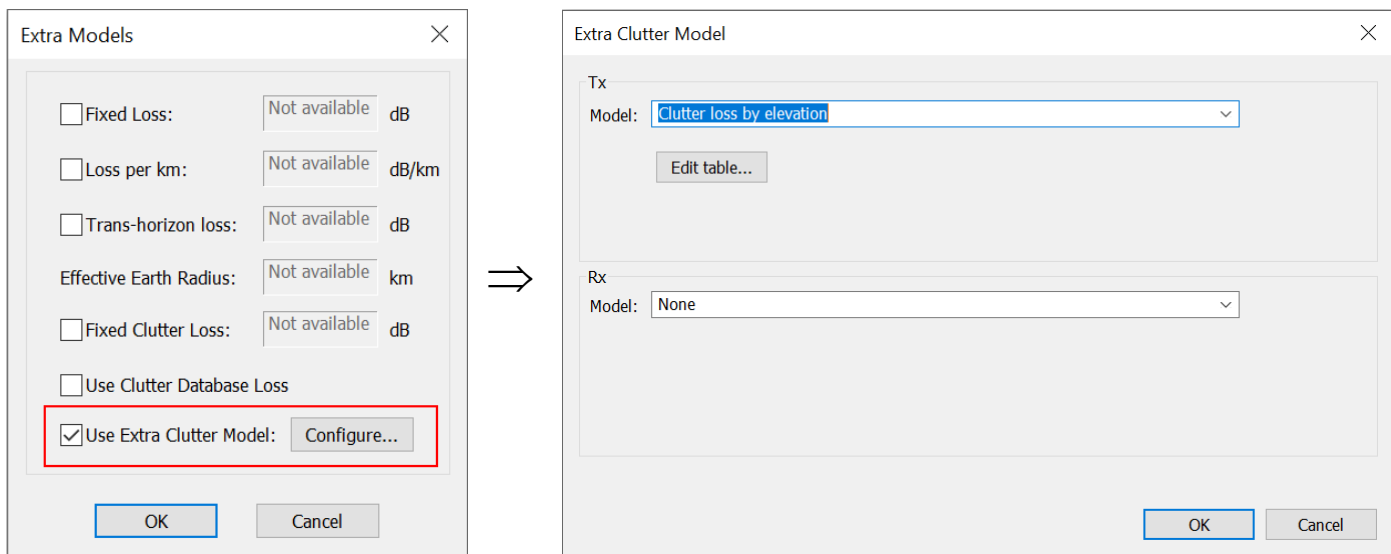 Extra Models
Fixed Loss: Not available dB
Loss per km: Not available dB/km
Trans-horizon loss: Not available dB
Effective Earth Radius: Not available km
Fixed Clutter Loss: Not available dB
Use Clutter Database Loss
Use Extra Clutter Model: Configure...
OK Cancel
⇒
Extra Clutter Model
Tx
Model: Clutter loss by elevation
Edit table...
Rx
Model: None
OK Cancel